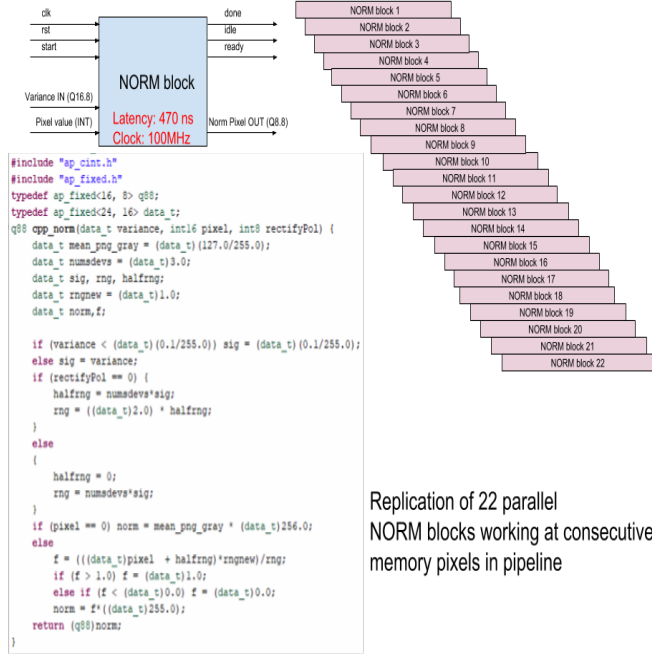 clk
rst
start
done
idle
ready
NORM block
Variance IN (Q16.8)
Pixel value (INT)
Latency: 470 ns
Clock: 100MHz
Norm Pixel OUT (Q8.8)
#include "ap_cint.h"
#include "ap_fixed.h"
typedef ap_fixed<16, 8> q88;
typedef ap_fixed<24, 16> data_t;
q88 cpp_norm(data_t variance, int16 pixel, int8 rectifyPol) {
data_t mean_png_gray = (data_t)(127.0/255.0);
data_t numsdevs = (data_t)3.0;
data_t sig, rng, halfrng;
data_t rngnew = (data_t)1.0;
data_t norm,f;
if (variance < (data_t)(0.1/255.0)) sig = (data_t)(0.1/255.0);
else sig = variance;
if (rectifyPol == 0) {
halfrng = numsdevs*sig;
rng = ((data_t)2.0) * halfrng;
}
else
{
halfrng = 0;
rng = numsdevs*sig;
}
if (pixel == 0) norm = mean_png_gray * (data_t)256.0;
else
f = (((data_t)pixel + halfrng)*rngnew)/rng;
if (f > 1.0) f = (data_t)1.0;
else if (f < (data_t)0.0) f = (data_t)0.0;
norm = f*((data_t)255.0);
return (q88)norm;
}
NORM block 1
NORM block 2
NORM block 3
NORM block 4
NORM block 5
NORM block 6
NORM block 7
NORM block 8
NORM block 9
NORM block 10
NORM block 11
NORM block 12
NORM block 13
NORM block 14
NORM block 15
NORM block 16
NORM block 17
NORM block 18
NORM block 19
NORM block 20
NORM block 21
NORM block 22
Replication of 22 parallel
NORM blocks working at consecutive
memory pixels in pipeline